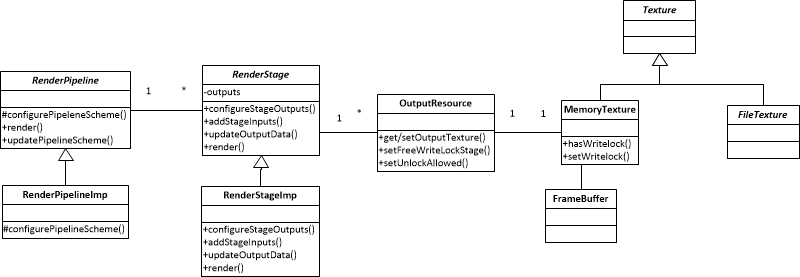 Texture
RenderPipeline
#configurePipeleneScheme()
+render()
+updatePipelineScheme()
1
*
RenderStage
-outputs
+configureStageOutputs()
+addStageInputs()
+updateOutputData()
+render()
1
*
OutputResource
+get/setOutputTexture()
+setFreeWriteLockStage()
+setUnlockAllowed()
1
1
MemoryTexture
+hasWritelock()
+setWritelock()
FileTexture
RenderPipelineImp
#configurePipelineScheme()
RenderStageImp
+configureStageOutputs()
+addStageInputs()
+updateOutputData()
+render()
FrameBuffer